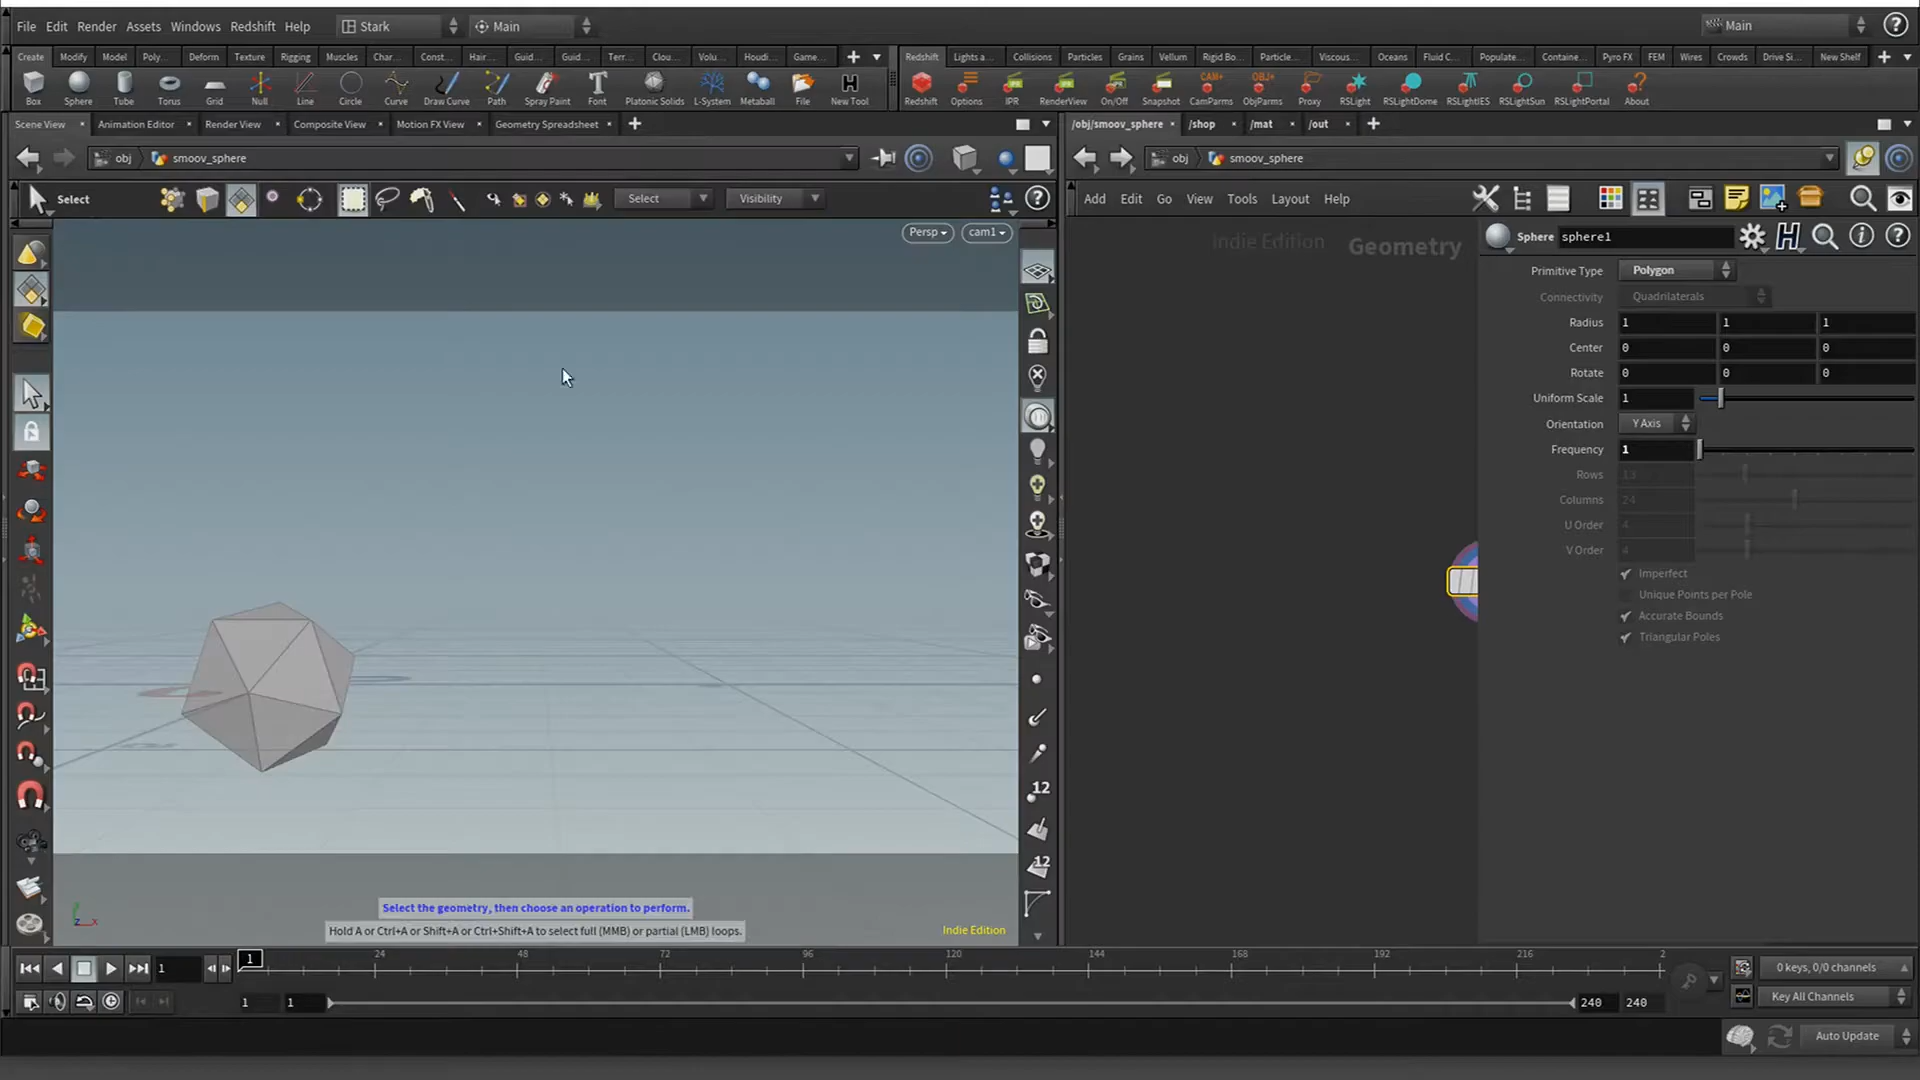 File Edit Render Assets Windows Redshift Help Stark Main Main
Create Modify Model Poly... Deform Texture Rigging Muscles Char... Const... Hair... Guid... Guid... Terr... Clou... Volu... Houdi... Game... Redshift Lights a... Collisions Particles Grains Vellum Rigid Bo... Particle... Viscous... Oceans Fluid C... Populate... Containe... Pyro FX FEM Wires Crowds Drive Si... New Shelf
Box Sphere Tube Torus Grid Null Line Circle Curve Draw Curve Path Spray Paint Font Platonic Solids L-System Metaball File New Tool Redshift Options IPR RenderView On/Off Snapshot CamParms ObjParms Proxy RSLight RSLightDome RSLightIES RSLightSun RSLightPortal About
Scene View Animation Editor Render View Composite View Motion FX View Geometry Spreadsheet /obj/smoov_sphere /shop /mat /out
obj smoov_sphere obj smoov_sphere
Select Select Visibility Add Edit Go View Tools Layout Help
Persp cam1
Indie Edition Geometry
Sphere sphere1
Primitive Type Polygon
Connectivity Quadrilaterals
Radius 1 1 1
Center 0 0 0
Rotate 0 0 0
Uniform Scale 1
Orientation Y Axis
Frequency 1
Rows 13
Columns 24
U Order 4
V Order 4
Imperfect
Unique Points per Pole
Accurate Bounds
Triangular Poles
12
12
Select the geometry, then choose an operation to perform.
Hold A or Ctrl+A or Shift+A or Ctrl+Shift+A to select full (MMB) or partial (LMB) loops.
Indie Edition
1 1 24 48 72 96 120 144 168 192 216 2 0 keys, 0/0 channels
1 1 240 240 Key All Channels
Auto Update